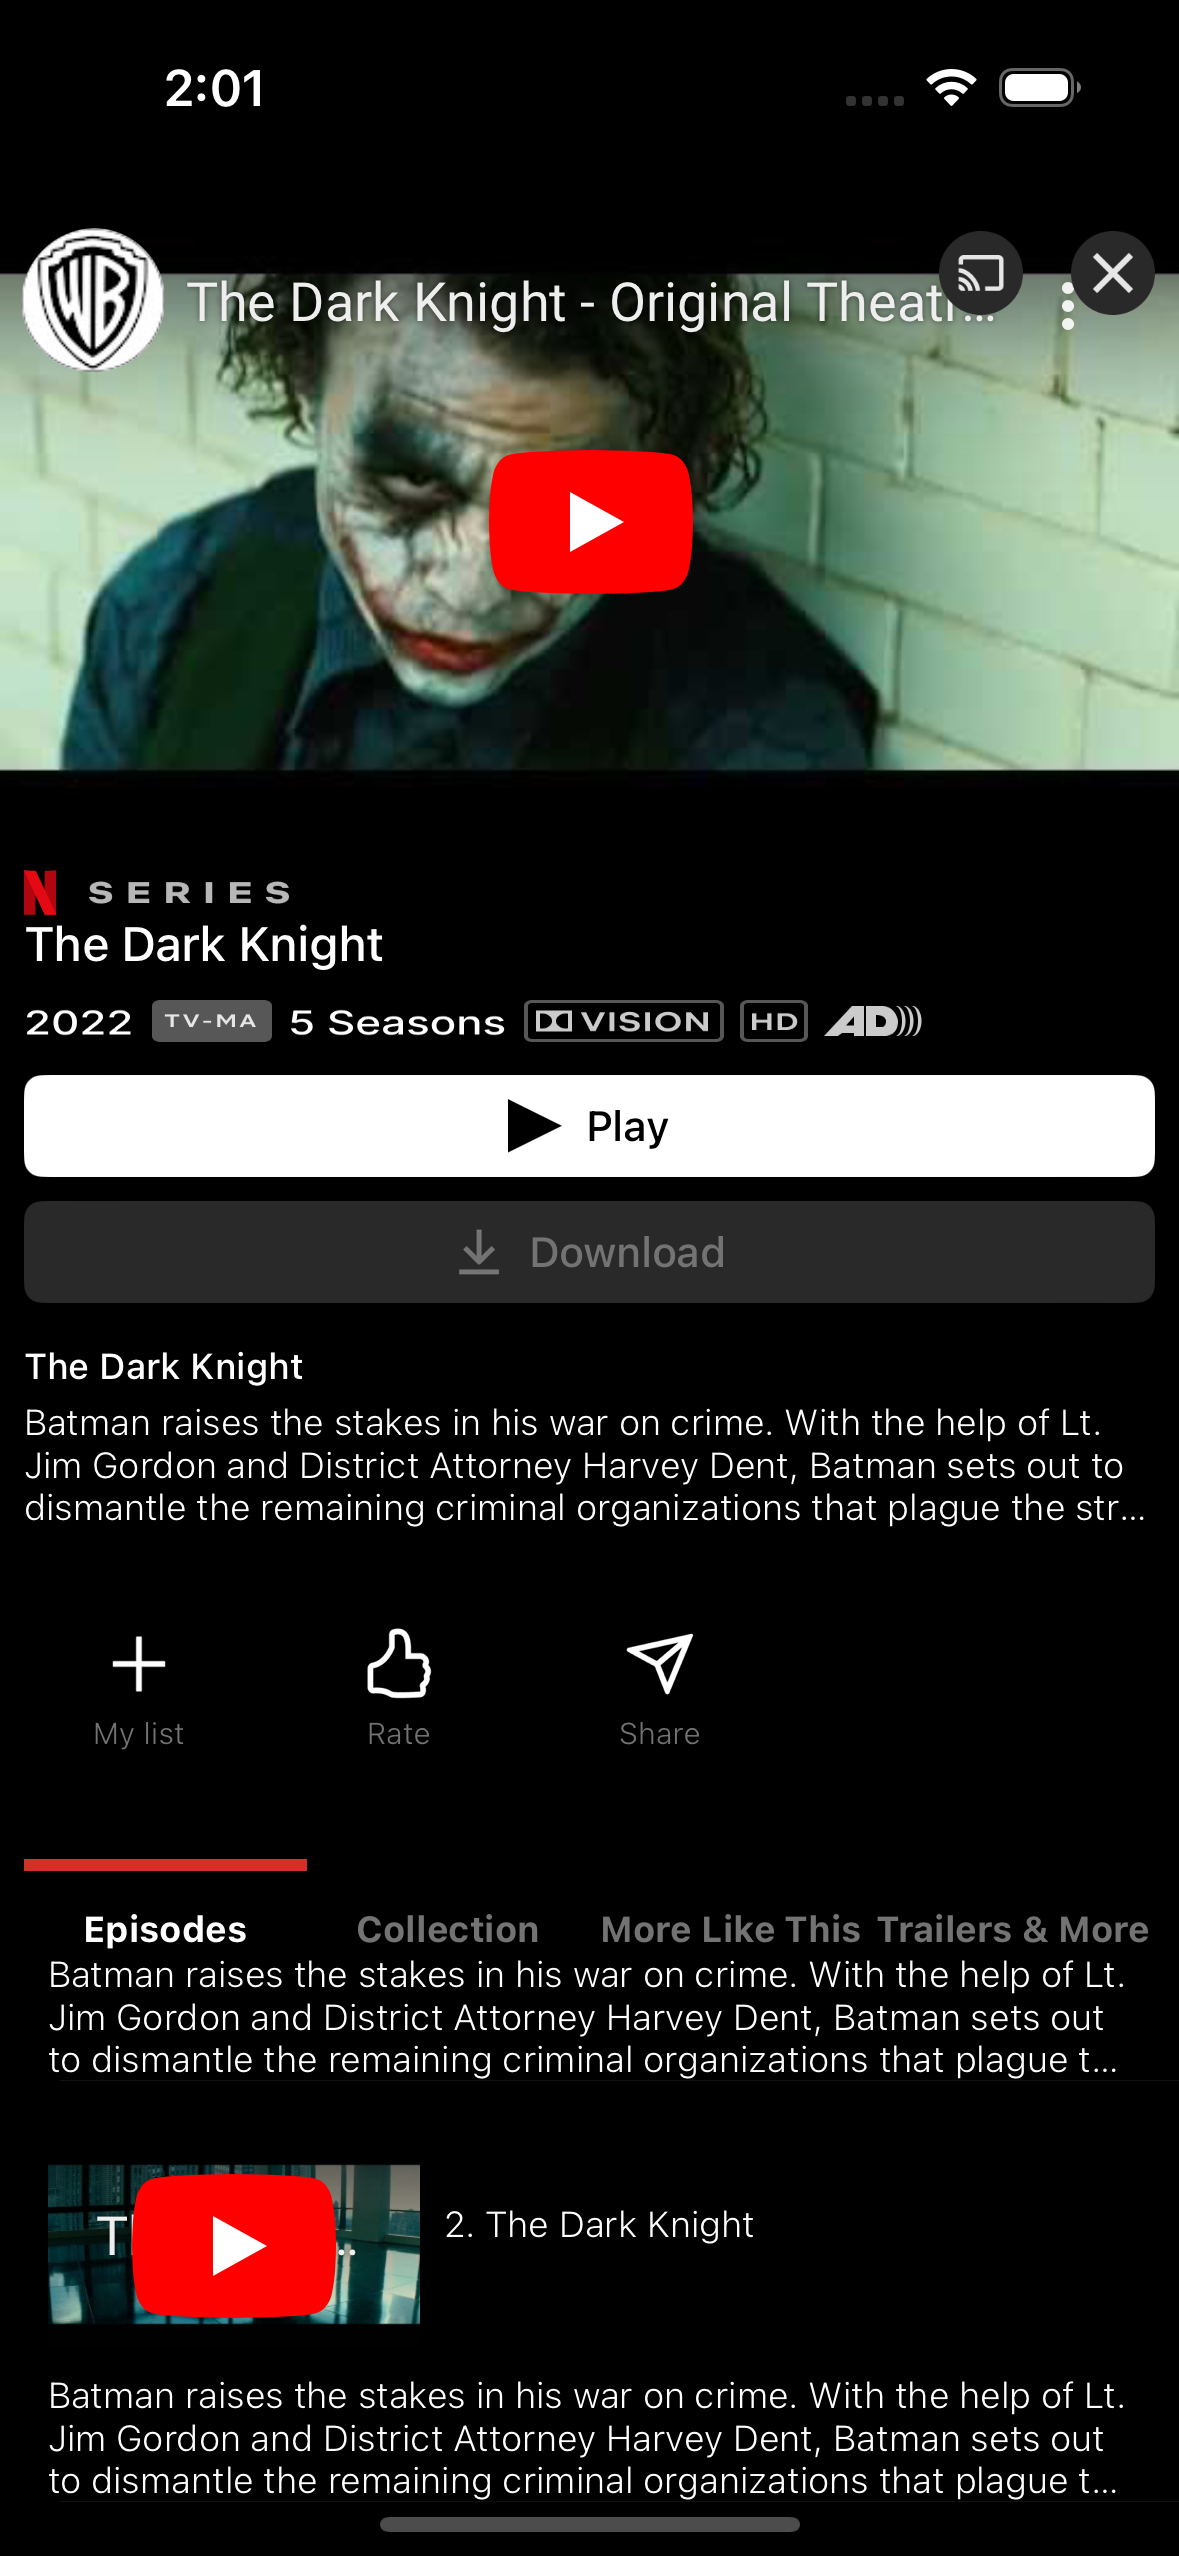 2:01
WB
The Dark Knight - Original Theatr...
N SERIES
The Dark Knight
2022 TV-MA 5 Seasons VISION HD AD
Play
Download
The Dark Knight
Batman raises the stakes in his war on crime. With the help of Lt.
Jim Gordon and District Attorney Harvey Dent, Batman sets out to
dismantle the remaining criminal organizations that plague the str...
My list Rate Share
Episodes Collection More Like This Trailers & More
Batman raises the stakes in his war on crime. With the help of Lt.
Jim Gordon and District Attorney Harvey Dent, Batman sets out
to dismantle the remaining criminal organizations that plague t...
2. The Dark Knight
Batman raises the stakes in his war on crime. With the help of Lt.
Jim Gordon and District Attorney Harvey Dent, Batman sets out
to dismantle the remaining criminal organizations that plague t...